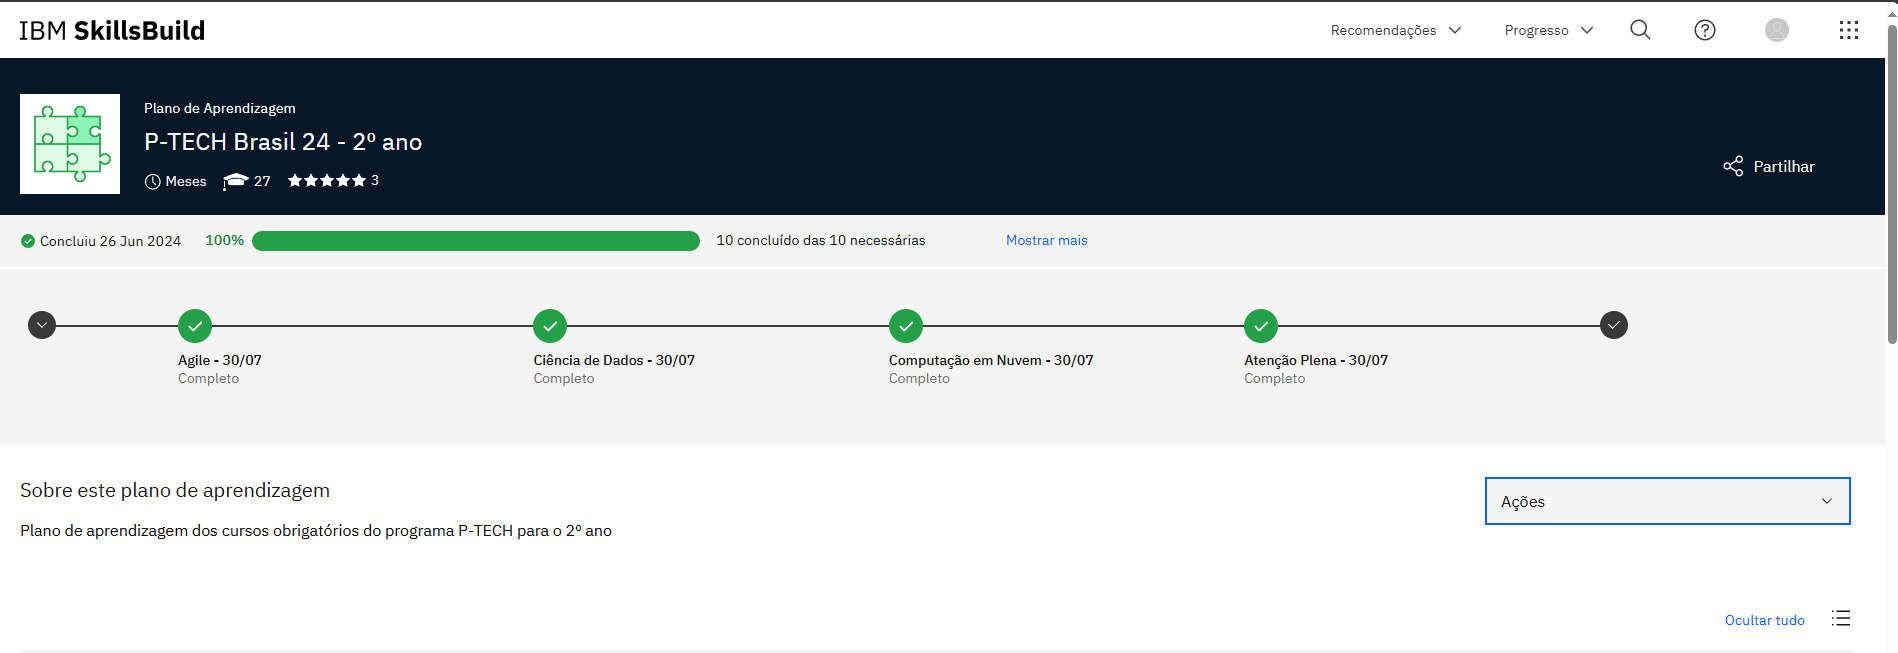 IBM SkillsBuild
Recomendações
Progresso
Plano de Aprendizagem
P-TECH Brasil 24 - 2º ano
Meses 27 3
Partilhar
Concluiu 26 Jun 2024 100% 10 concluído das 10 necessárias Mostrar mais
Agile - 30/07
Completo
Ciência de Dados - 30/07
Completo
Computação em Nuvem - 30/07
Completo
Atenção Plena - 30/07
Completo
Sobre este plano de aprendizagem
Ações
Plano de aprendizagem dos cursos obrigatórios do programa P-TECH para o 2º ano
Ocultar tudo